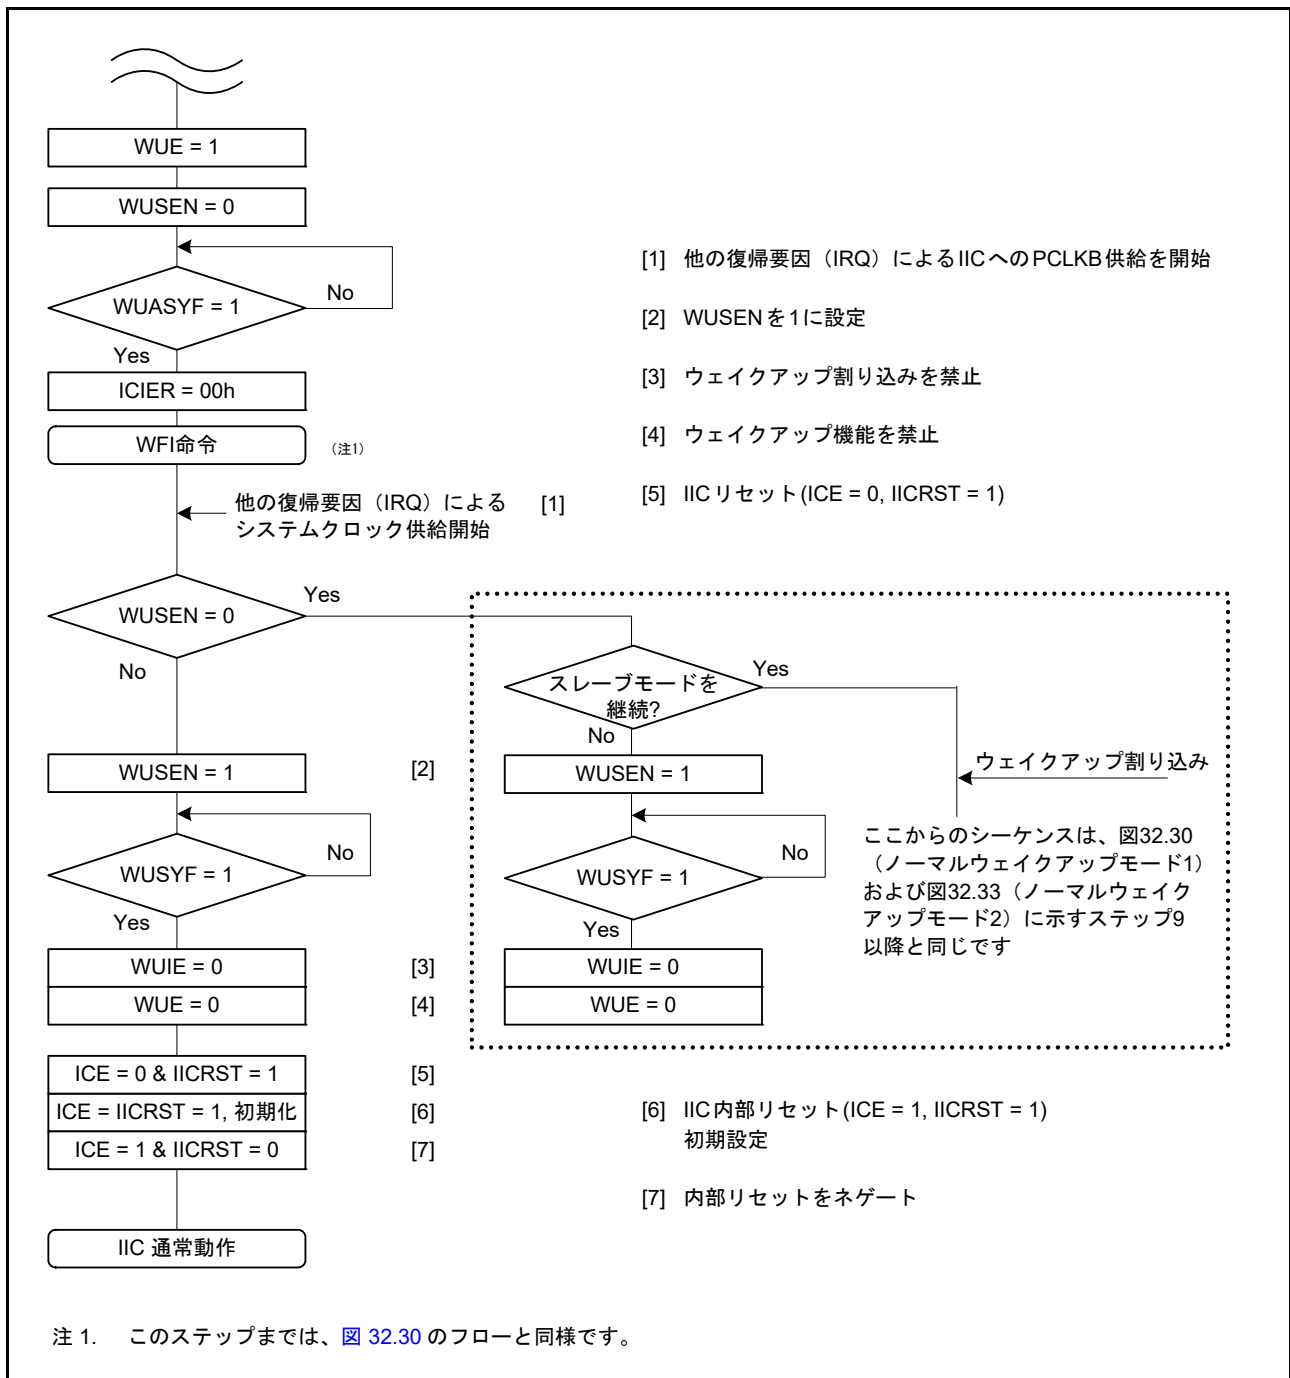 WUE = 1
WUSEN = 0
WUASYF = 1
No
Yes
ICIER = 00h
WFI命令
（注1）
他の復帰要因（IRQ）による
システムクロック供給開始
[1]
[1] 他の復帰要因（IRQ）によるIICへのPCLKB供給を開始
[2] WUSENを1に設定
[3] ウェイクアップ割り込みを禁止
[4] ウェイクアップ機能を禁止
[5] IICリセット(ICE = 0, IICRST = 1)
WUSEN = 0
Yes
No
スレーブモードを
継続?
Yes
No
WUSEN = 1
[2]
WUSEN = 1
ウェイクアップ割り込み
WUSYF = 1
No
Yes
WUSYF = 1
No
Yes
ここからのシーケンスは、図32.30
（ノーマルウェイクアップモード1）
および図32.33（ノーマルウェイク
アップモード2）に示すステップ9
以降と同じです
WUIE = 0
[3]
WUE = 0
[4]
WUIE = 0
WUE = 0
ICE = 0 & IICRST = 1
[5]
ICE = IICRST = 1, 初期化
[6]
ICE = 1 & IICRST = 0
[7]
[6] IIC内部リセット(ICE = 1, IICRST = 1)
初期設定
[7] 内部リセットをネゲート
IIC 通常動作
注 1. このステップまでは、図 32.30 のフローと同様です。